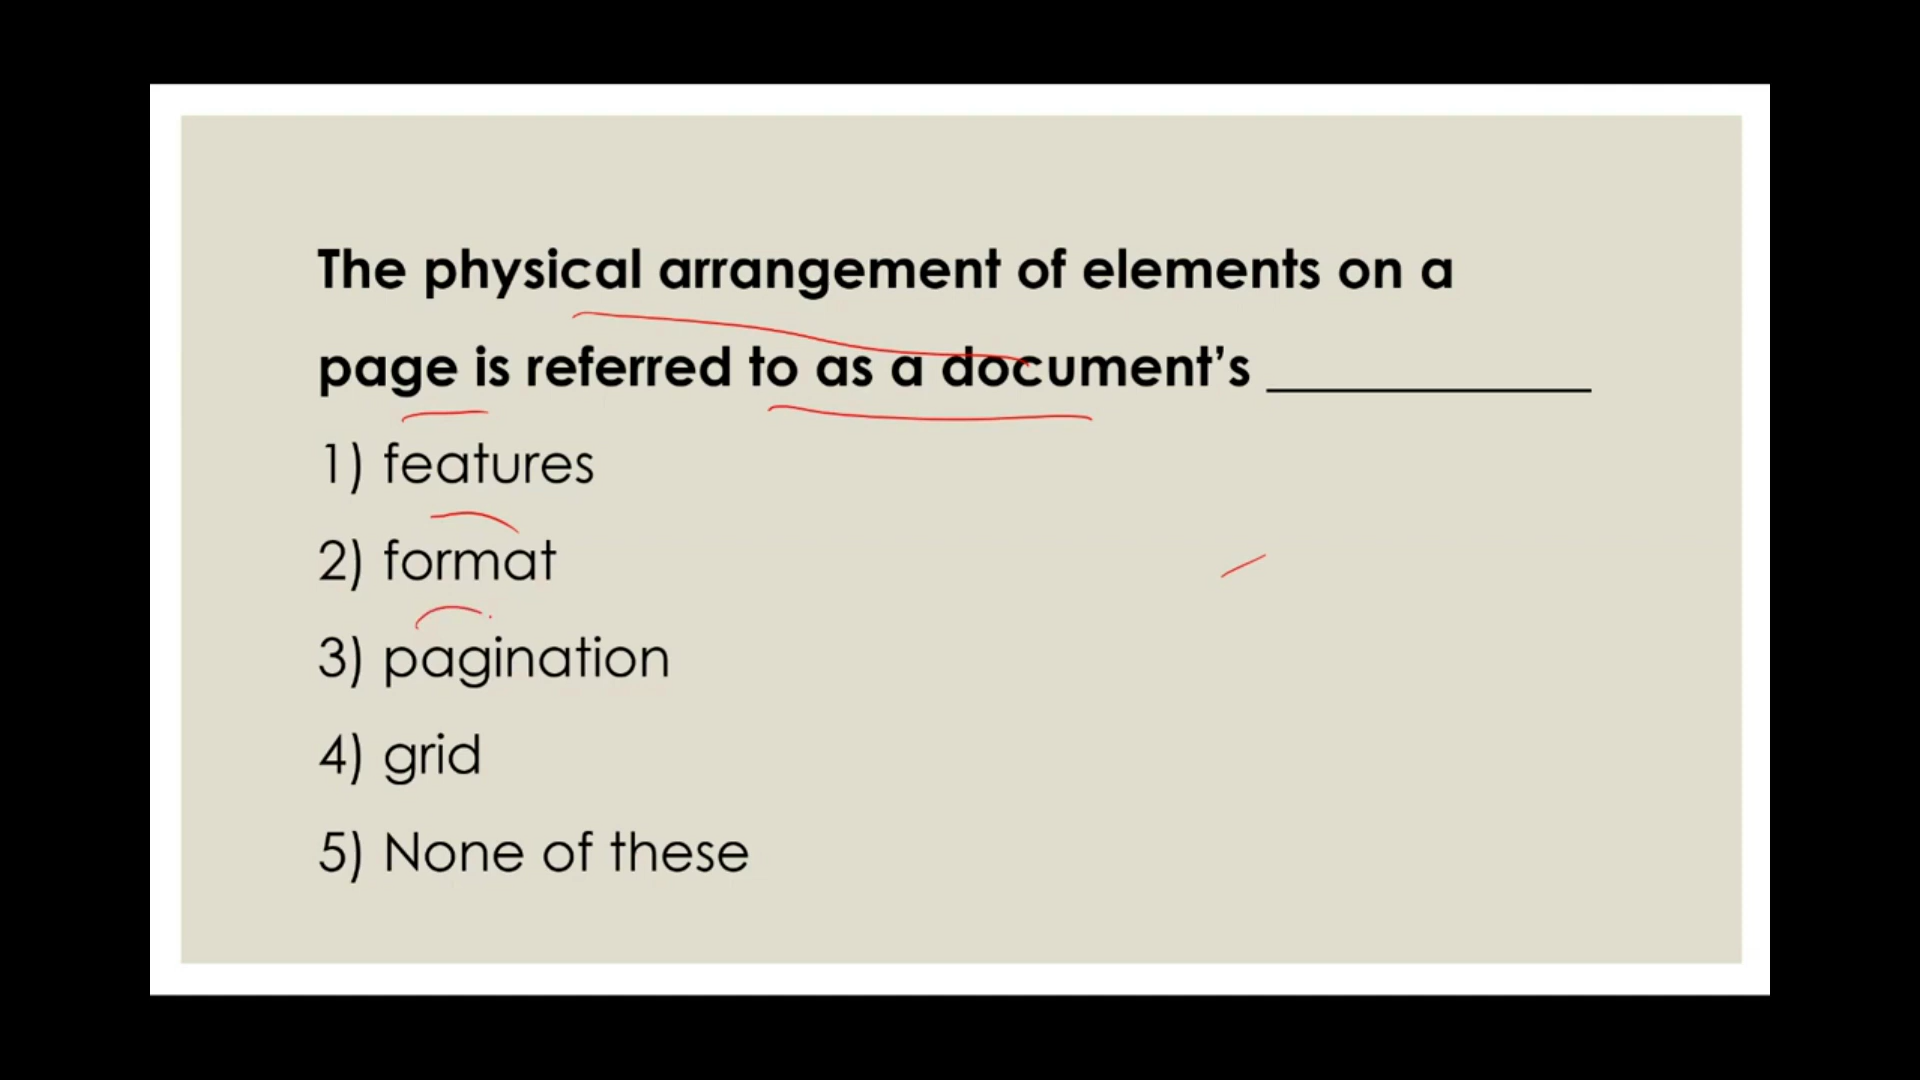 The physical arrangement of elements on a
page is referred to as a document’s ____________
1) features
2) format
3) pagination
4) grid
5) None of these